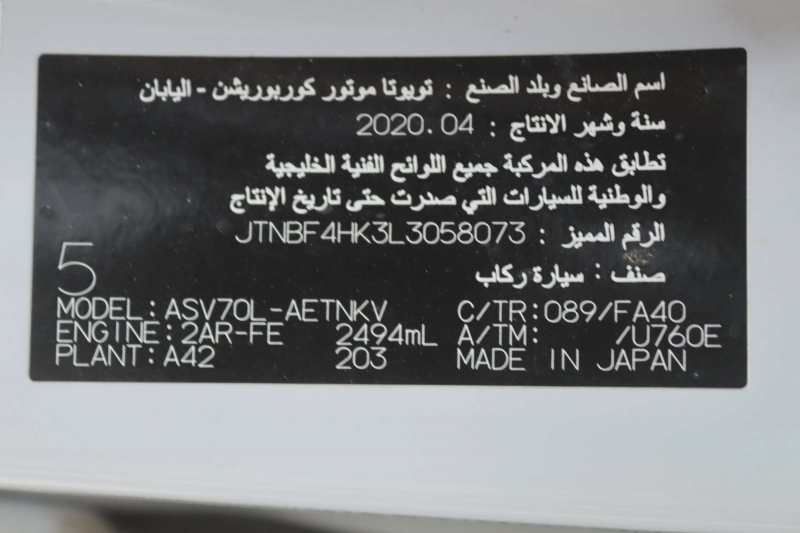 اسم الصانع وبلد الصنع : تويوتا موتور كوربوريشن - اليابان
سنة وشهر الانتاج : 2020.04
تطابق هذه المركبة جميع اللوائح الفنية الخليجية
والوطنية للسيارات التي صدرت حتى تاريخ الإنتاج
الرقم المميز : JTNBF4HK3L3058073
صنف : سيارة ركاب
5
MODEL:ASV70L-AETNKV C/TR:089/FA40
ENGINE:2AR-FE 2494mL A/TM: /U760E
PLANT:A42 203 MADE IN JAPAN